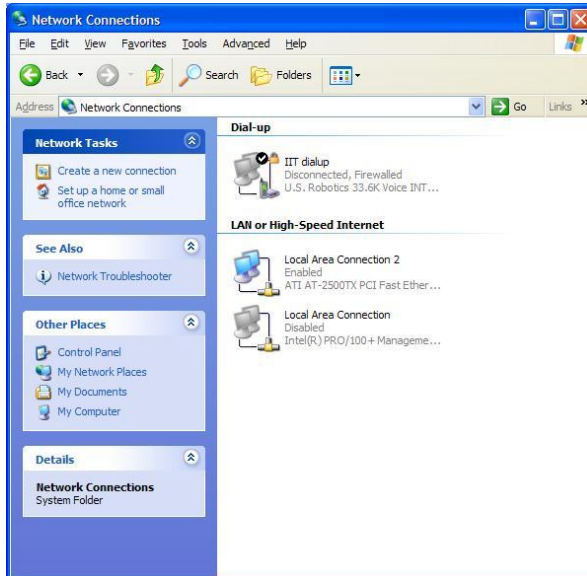 Network Connections
File Edit View Favorites Tools Advanced Help
Back Search Folders
Address Network Connections Go Links »
Network Tasks
Create a new connection
Set up a home or small
office network
See Also
Network Troubleshooter
Other Places
Control Panel
My Network Places
My Documents
My Computer
Details
Network Connections
System Folder
Dial-up
IIT dialup
Disconnected, Firewalled
U.S. Robotics 33.6K Voice INT...
LAN or High-Speed Internet
Local Area Connection 2
Enabled
ATI AT-2500TX PCI Fast Ether...
Local Area Connection
Disabled
Intel(R) PRO/100+ Manageme...